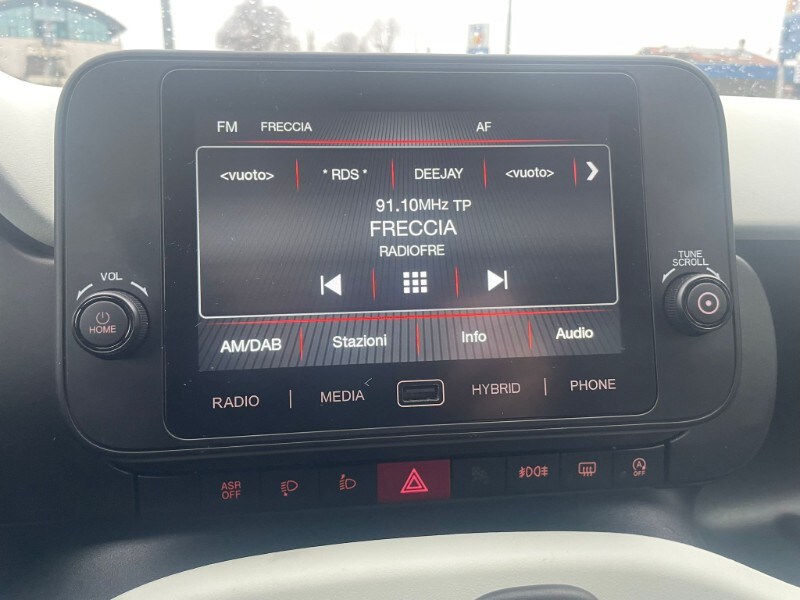 FM FRECCIA AF
<vuoto> * RDS * DEEJAY <vuoto>
91.10MHz TP
FRECCIA
RADIOFRE
AM/DAB Stazioni Info Audio
VOL
HOME
TUNE
SCROLL
RADIO | MEDIA HYBRID | PHONE
ASR
OFF
A
OFF